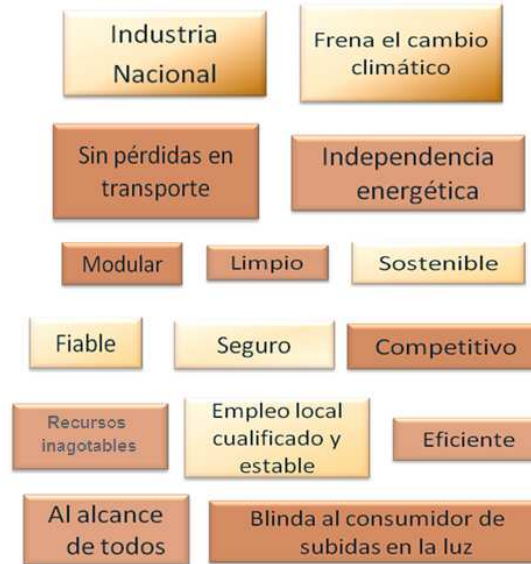 Industria
Nacional
Frena el cambio
climático
Sin pérdidas en
transporte
Independencia
energética
Modular
Limpio
Sostenible
Fiable
Seguro
Competitivo
Recursos
inagotables
Empleo local
cualificado y
estable
Eficiente
Al alcance
de todos
Blinda al consumidor de
subidas en la luz